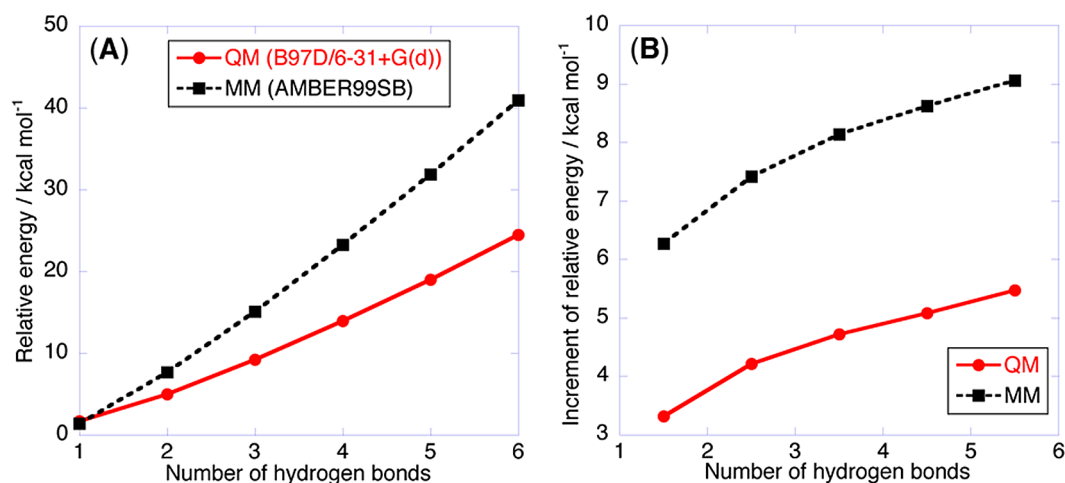 (A)
QM (B97D/6-31+G(d))
MM (AMBER99SB)
50
40
30
20
10
0
Relative energy / kcal mol⁻¹
1 2 3 4 5 6
Number of hydrogen bonds
(B)
10
9
8
7
6
5
4
3
Increment of relative energy / kcal mol⁻¹
QM
MM
1 2 3 4 5 6
Number of hydrogen bonds